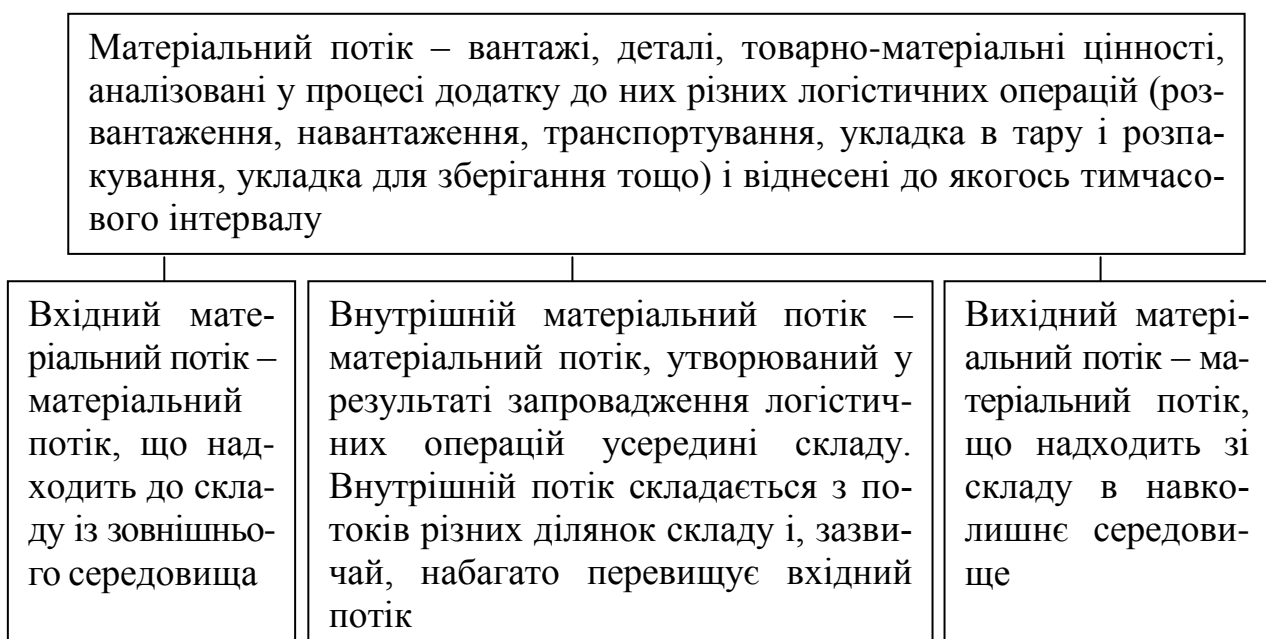 Матеріальний потік – вантажі, деталі, товарно-матеріальні цінності,
аналізовані у процесі додатку до них різних логістичних операцій (роз-
вантаження, навантаження, транспортування, укладка в тару і розпа-
кування, укладка для зберігання тощо) і віднесені до якогось тимчасо-
вого інтервалу
Вхідний мате-
ріальний потік –
матеріальний
потік, що над-
ходить до скла-
ду із зовнішньо-
го середовища
Внутрішній матеріальний потік –
матеріальний потік, утворюваний у
результаті запровадження логістич-
них операцій усередині складу.
Внутрішній потік складається з по-
токів різних ділянок складу і, зазви-
чай, набагато перевищує вхідний
потік
Вихідний матері-
альний потік – ма-
теріальний потік,
що надходить зі
складу в навко-
лишнє середови-
ще